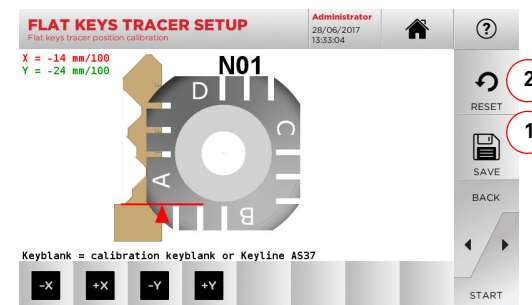 FLAT KEYS TRACER SETUP
Flat keys tracer position calibration
Administrator
28/06/2017
13:33:04
?
X = -14 mm/100
Y = -24 mm/100
N01
D
C
A
B
2
RESET
1
SAVE
BACK
Keyblank = calibration keyblank or Keyline AS37
-X +X -Y +Y
START